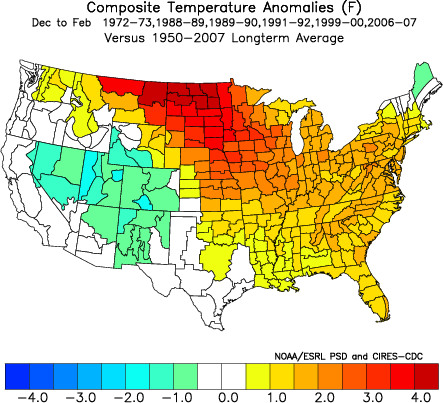 Composite Temperature Anomalies (F)
Dec to Feb 1972-73,1988-89,1989-90,1991-92,1999-00,2006-07
Versus 1950-2007 Longterm Average
NOAA/ESRL PSD and CIRES-CDC
-4.0 -3.0 -2.0 -1.0 0.0 1.0 2.0 3.0 4.0